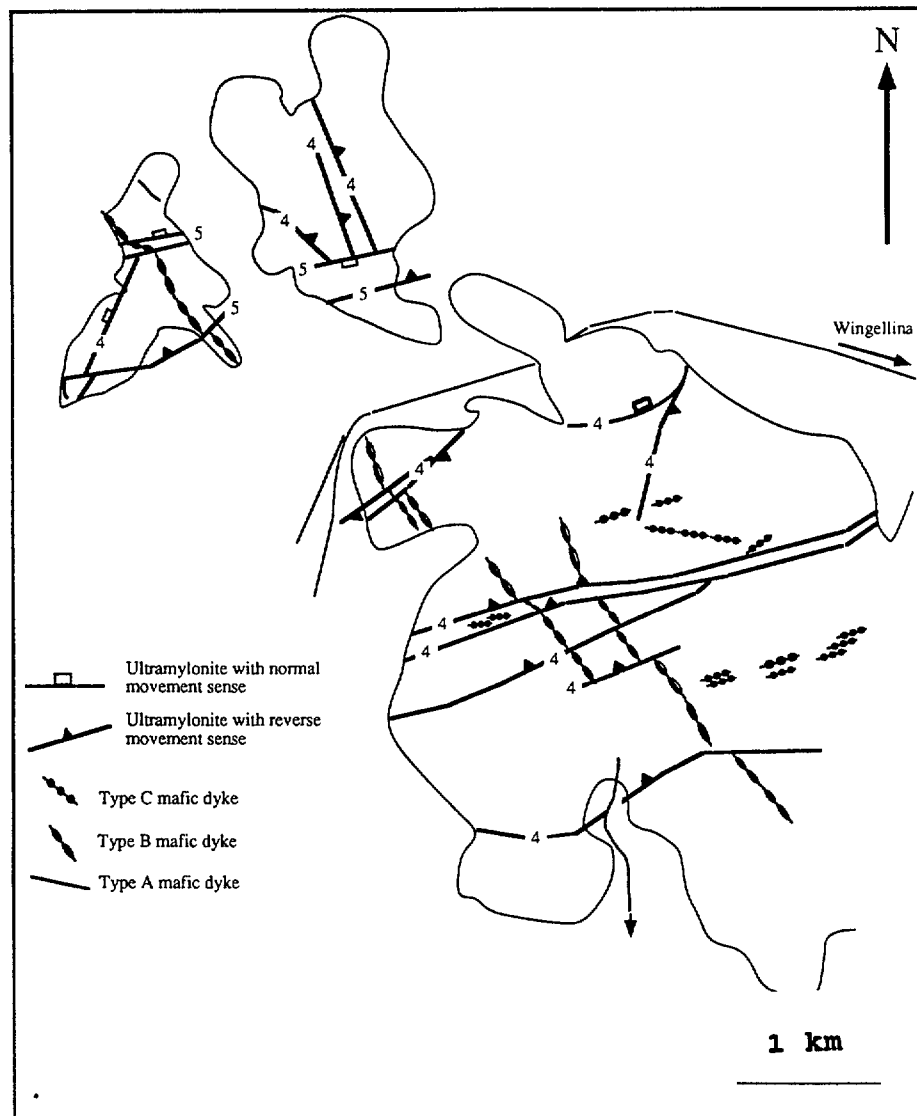 N
4
4
4
5
5
5
4
5
Wingellina
4
4
4
4
4
4
4
4
Ultramylonite with normal
movement sense
Ultramylonite with reverse
movement sense
Type C mafic dyke
Type B mafic dyke
Type A mafic dyke
1 km